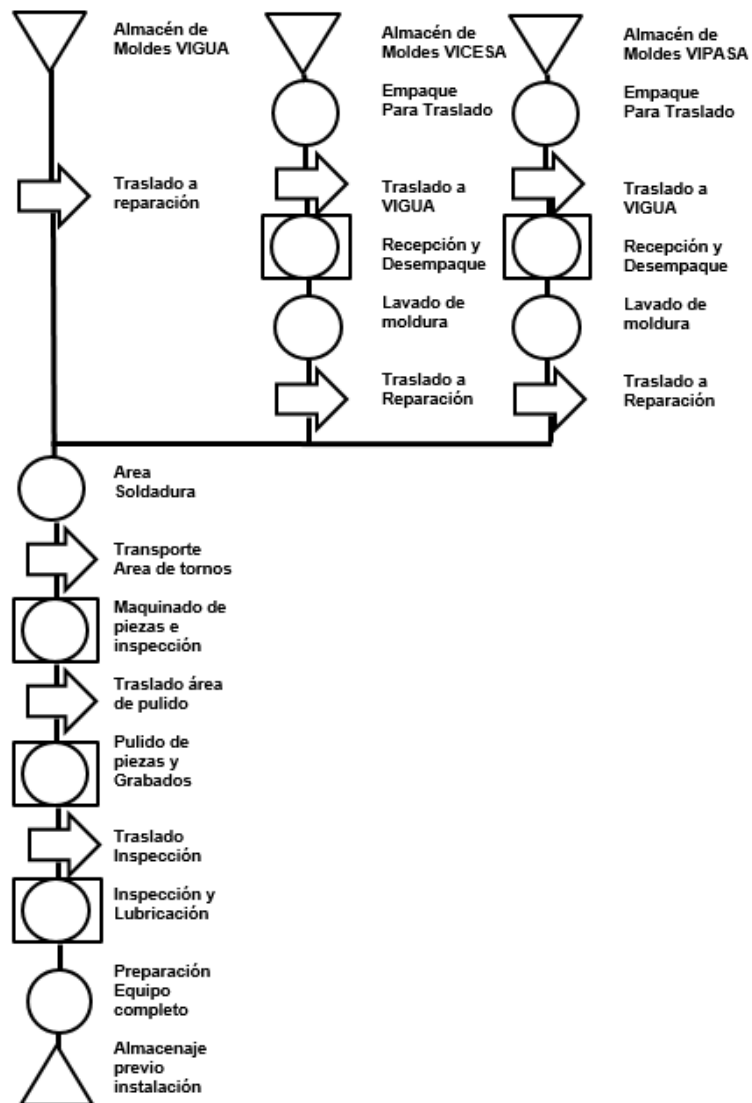 Almacén de
Moldes VIGUA
Traslado a
reparación
Almacén de
Moldes VICESA
Empaque
Para Traslado
Traslado a
VIGUA
Recepción y
Desempaque
Lavado de
moldura
Traslado a
Reparación
Almacén de
Moldes VIPASA
Empaque
Para Traslado
Traslado a
VIGUA
Recepción y
Desempaque
Lavado de
moldura
Traslado a
Reparación
Area
Soldadura
Transporte
Area de tornos
Maquinado de
piezas e
inspección
Traslado área
de pulido
Pulido de
piezas y
Grabados
Traslado
Inspección
Inspección y
Lubricación
Preparación
Equipo
completo
Almacenaje
previo
instalación